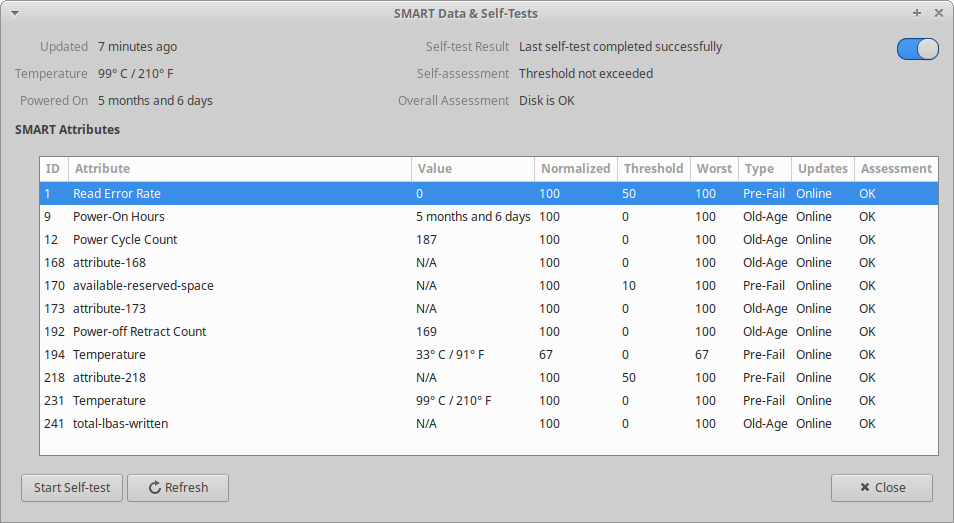 SMART Data & Self-Tests
Updated 7 minutes ago Self-test Result Last self-test completed successfully
Temperature 99° C / 210° F Self-assessment Threshold not exceeded
Powered On 5 months and 6 days Overall Assessment Disk is OK
SMART Attributes
ID Attribute Value Normalized Threshold Worst Type Updates Assessment
1 Read Error Rate 0 100 50 100 Pre-Fail Online OK
9 Power-On Hours 5 months and 6 days 100 0 100 Old-Age Online OK
12 Power Cycle Count 187 100 0 100 Old-Age Online OK
168 attribute-168 N/A 100 0 100 Old-Age Online OK
170 available-reserved-space N/A 100 10 100 Pre-Fail Online OK
173 attribute-173 N/A 100 0 100 Old-Age Online OK
192 Power-off Retract Count 169 100 0 100 Old-Age Online OK
194 Temperature 33° C / 91° F 67 0 67 Pre-Fail Online OK
218 attribute-218 N/A 100 50 100 Pre-Fail Online OK
231 Temperature 99° C / 210° F 100 0 100 Pre-Fail Online OK
241 total-lbas-written N/A 100 0 100 Old-Age Online OK
Start Self-test Refresh Close